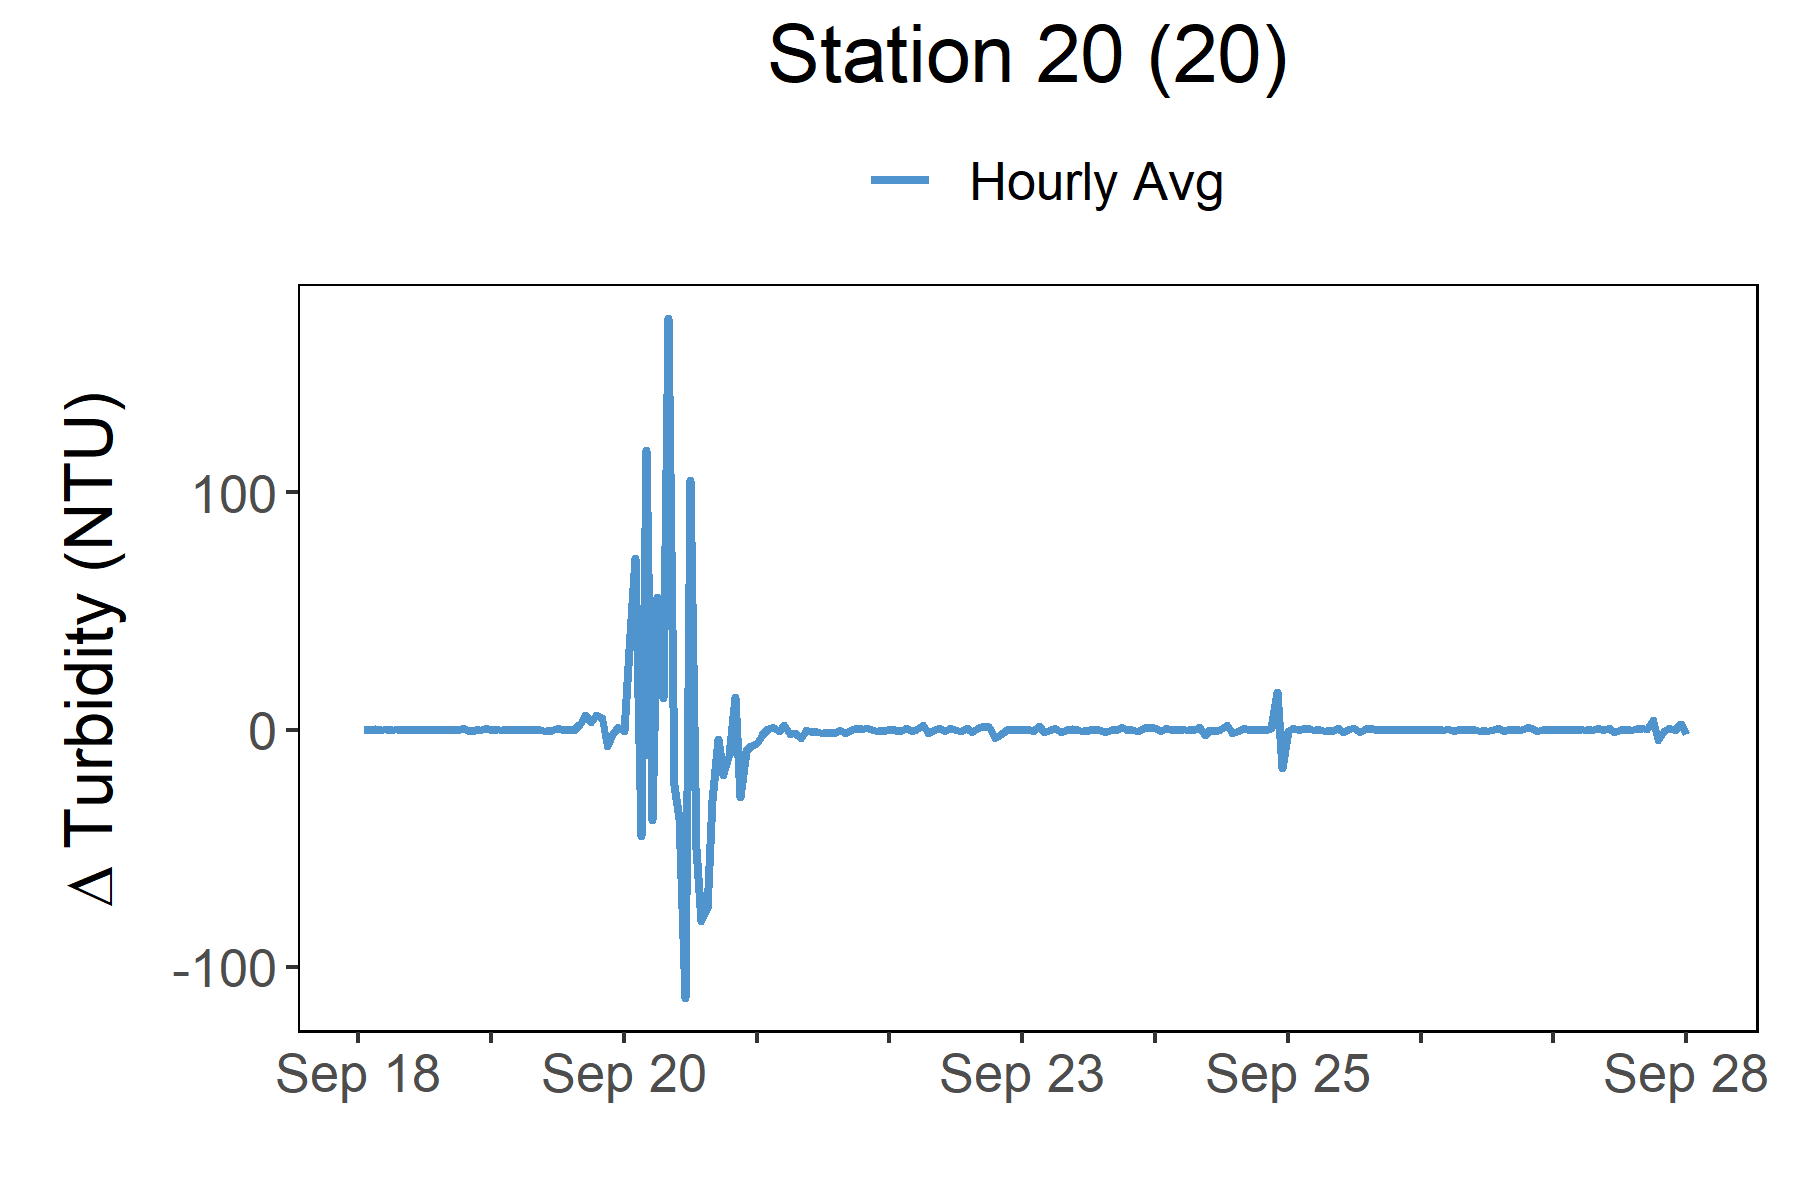 Station 20 (20)
Hourly Avg
Δ Turbidity (NTU)
100
0
-100
Sep 18
Sep 20
Sep 23
Sep 25
Sep 28